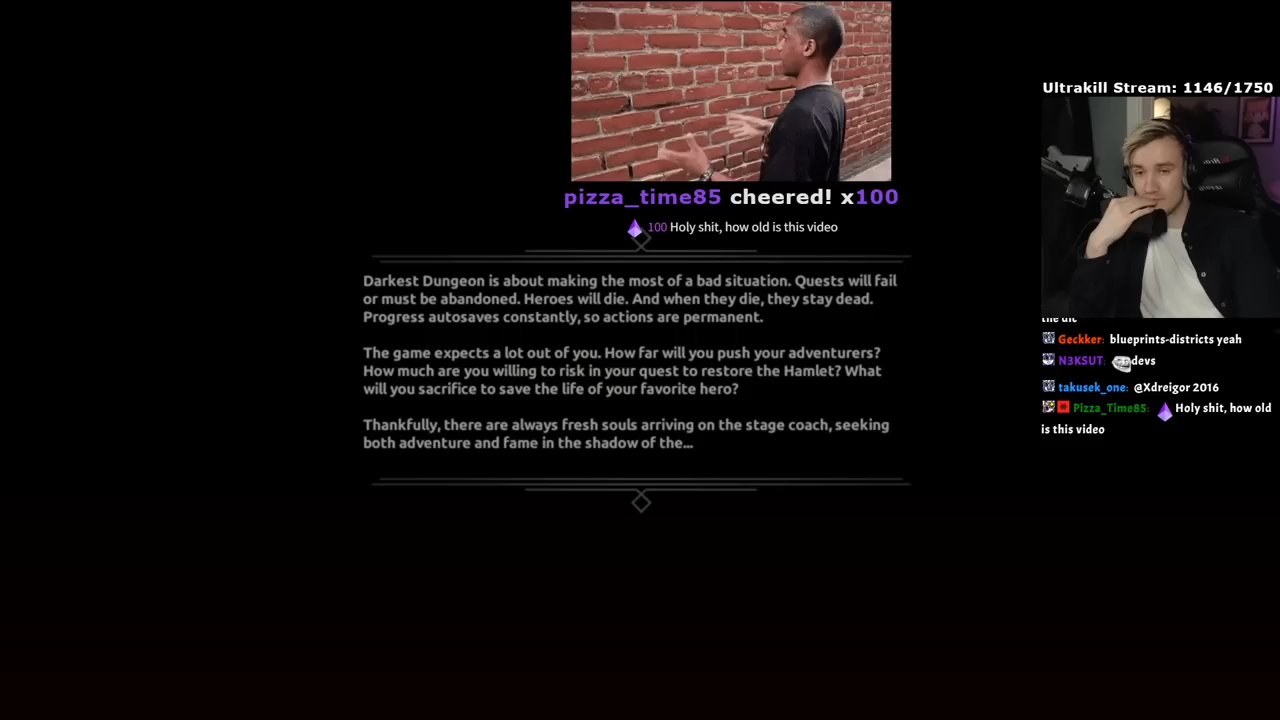 Ultrakill Stream: 1146/1750
pizza_time85 cheered! x100
100 Holy shit, how old is this video
Darkest Dungeon is about making the most of a bad situation. Quests will fail
or must be abandoned. Heroes will die. And when they die, they stay dead.
Progress autosaves constantly, so actions are permanent.
The game expects a lot out of you. How far will you push your adventurers?
How much are you willing to risk in your quest to restore the Hamlet? What
will you sacrifice to save the life of your favorite hero?
Thankfully, there are always fresh souls arriving on the stage coach, seeking
both adventure and fame in the shadow of the...
Geckker: blueprints-districts yeah
N3KSUT: devs
takusek_one: @Xdreigor 2016
Pizza_Time85: Holy shit, how old
is this video